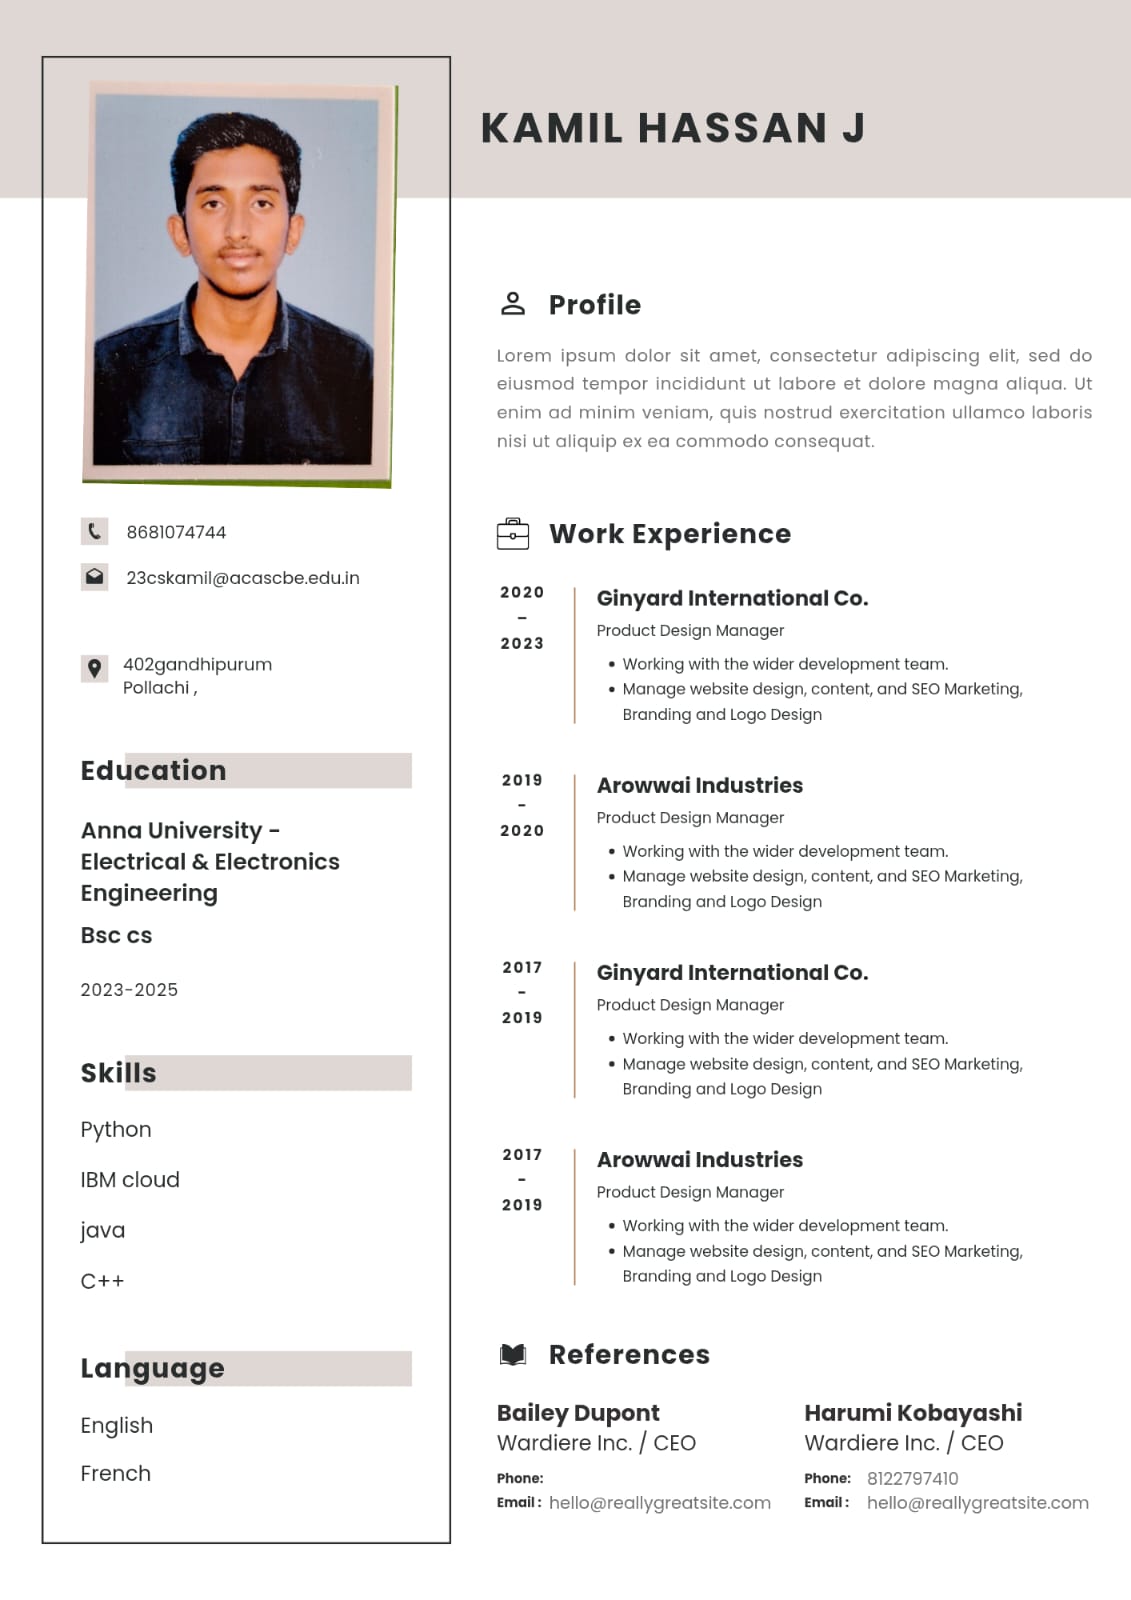 KAMIL HASSAN J
8681074744
23cskamil@acascbe.edu.in
402gandhipurum
Pollachi ,
Education
Anna University -
Electrical & Electronics
Engineering
Bsc cs
2023-2025
Skills
Python
IBM cloud
java
C++
Language
English
French
Profile
Lorem ipsum dolor sit amet, consectetur adipiscing elit, sed do
eiusmod tempor incididunt ut labore et dolore magna aliqua. Ut
enim ad minim veniam, quis nostrud exercitation ullamco laboris
nisi ut aliquip ex ea commodo consequat.
Work Experience
2020
–
2023
Ginyard International Co.
Product Design Manager
• Working with the wider development team.
• Manage website design, content, and SEO Marketing,
Branding and Logo Design
2019
-
2020
Arowwai Industries
Product Design Manager
• Working with the wider development team.
• Manage website design, content, and SEO Marketing,
Branding and Logo Design
2017
-
2019
Ginyard International Co.
Product Design Manager
• Working with the wider development team.
• Manage website design, content, and SEO Marketing,
Branding and Logo Design
2017
-
2019
Arowwai Industries
Product Design Manager
• Working with the wider development team.
• Manage website design, content, and SEO Marketing,
Branding and Logo Design
References
Bailey Dupont
Wardiere Inc. / CEO
Phone:
Email : hello@reallygreatsite.com
Harumi Kobayashi
Wardiere Inc. / CEO
Phone: 8122797410
Email : hello@reallygreatsite.com